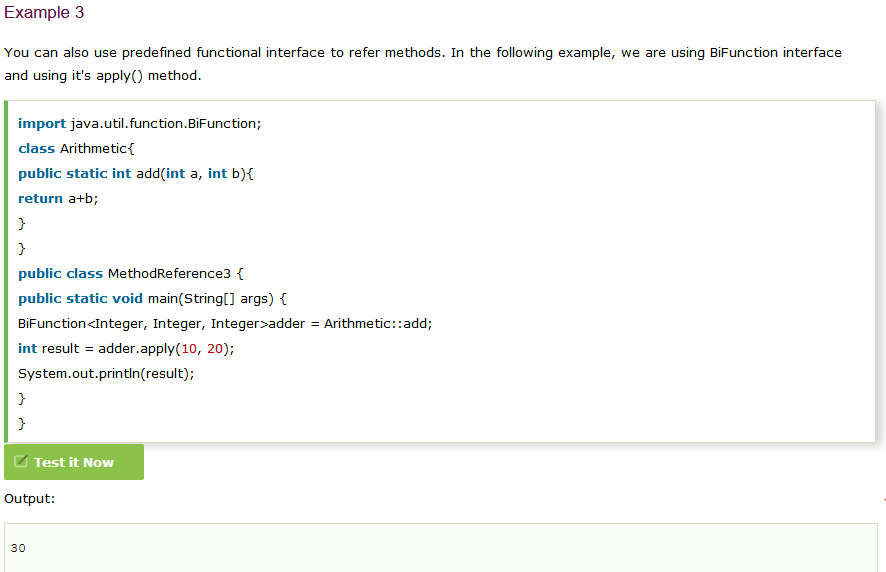 Example 3
You can also use predefined functional interface to refer methods. In the following example, we are using BiFunction interface
and using it's apply() method.
import java.util.function.BiFunction;
class Arithmetic{
public static int add(int a, int b){
return a+b;
}
}
public class MethodReference3 {
public static void main(String[] args) {
BiFunction<Integer, Integer, Integer>adder = Arithmetic::add;
int result = adder.apply(10, 20);
System.out.println(result);
}
}
Test it Now
Output:
30